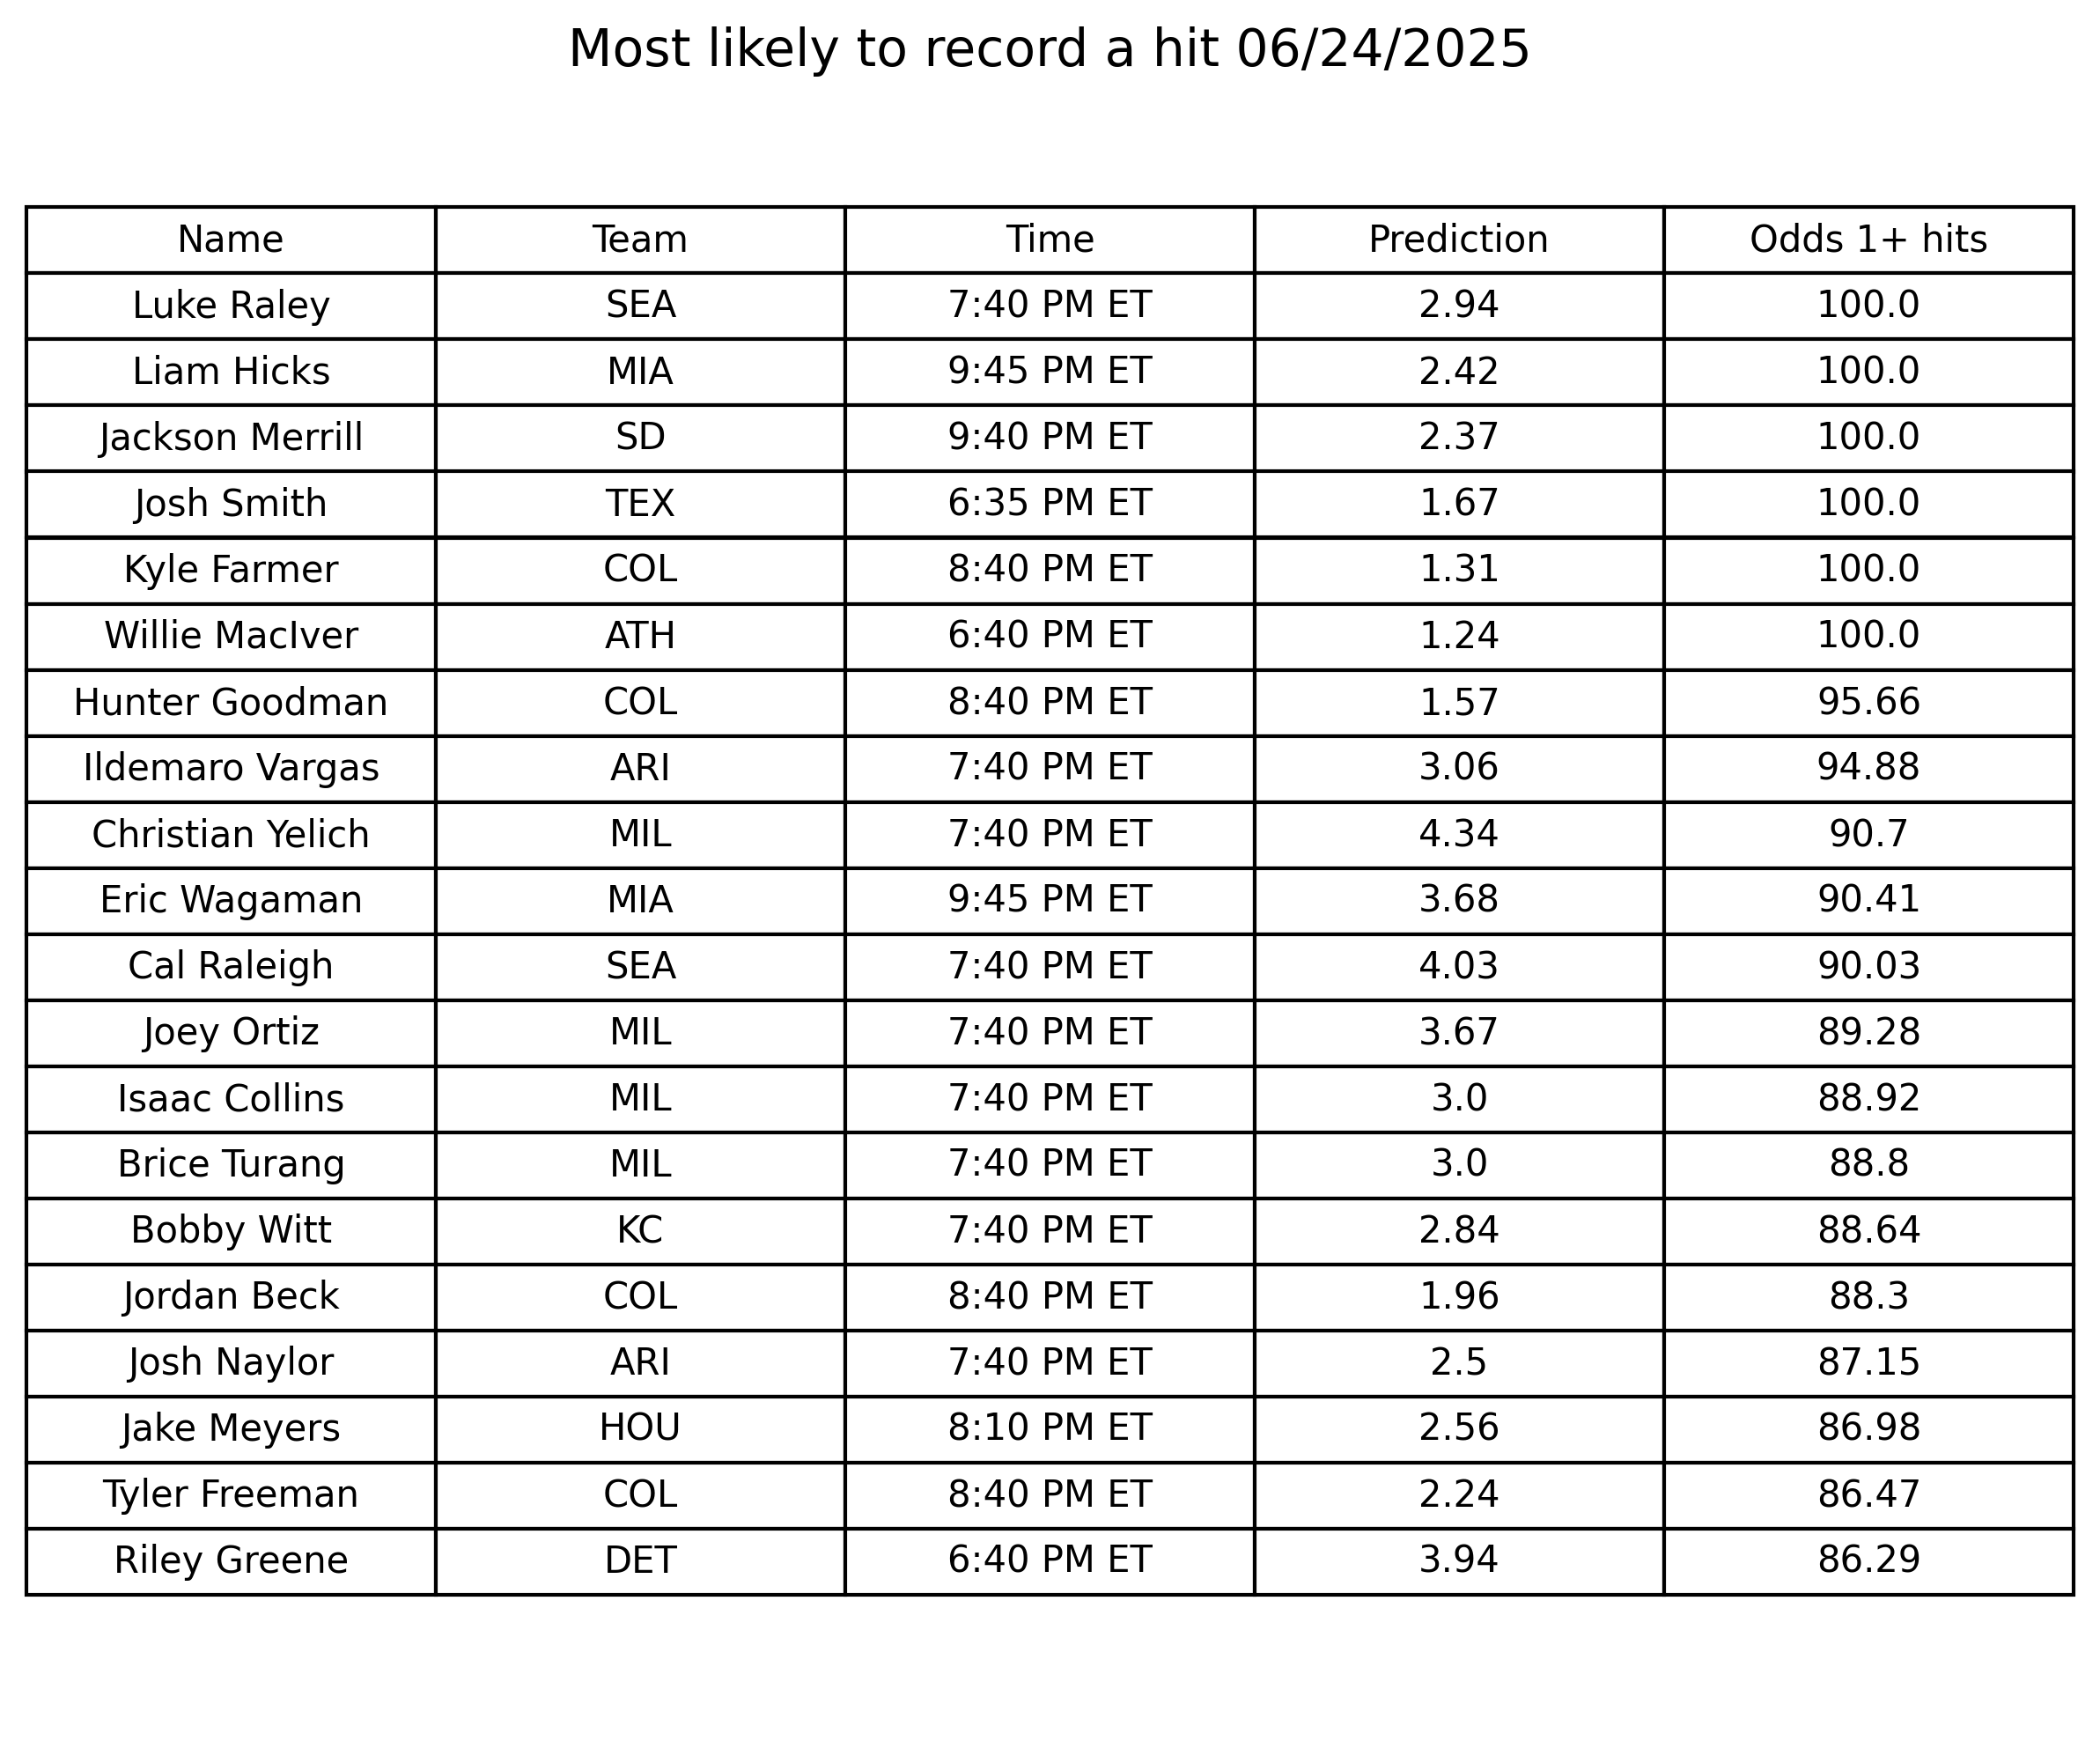 Most likely to record a hit 06/24/2025
Name Team Time Prediction Odds 1+ hits
Luke Raley SEA 7:40 PM ET 2.94 100.0
Liam Hicks MIA 9:45 PM ET 2.42 100.0
Jackson Merrill SD 9:40 PM ET 2.37 100.0
Josh Smith TEX 6:35 PM ET 1.67 100.0
Kyle Farmer COL 8:40 PM ET 1.31 100.0
Willie MacIver ATH 6:40 PM ET 1.24 100.0
Hunter Goodman COL 8:40 PM ET 1.57 95.66
Ildemaro Vargas ARI 7:40 PM ET 3.06 94.88
Christian Yelich MIL 7:40 PM ET 4.34 90.7
Eric Wagaman MIA 9:45 PM ET 3.68 90.41
Cal Raleigh SEA 7:40 PM ET 4.03 90.03
Joey Ortiz MIL 7:40 PM ET 3.67 89.28
Isaac Collins MIL 7:40 PM ET 3.0 88.92
Brice Turang MIL 7:40 PM ET 3.0 88.8
Bobby Witt KC 7:40 PM ET 2.84 88.64
Jordan Beck COL 8:40 PM ET 1.96 88.3
Josh Naylor ARI 7:40 PM ET 2.5 87.15
Jake Meyers HOU 8:10 PM ET 2.56 86.98
Tyler Freeman COL 8:40 PM ET 2.24 86.47
Riley Greene DET 6:40 PM ET 3.94 86.29